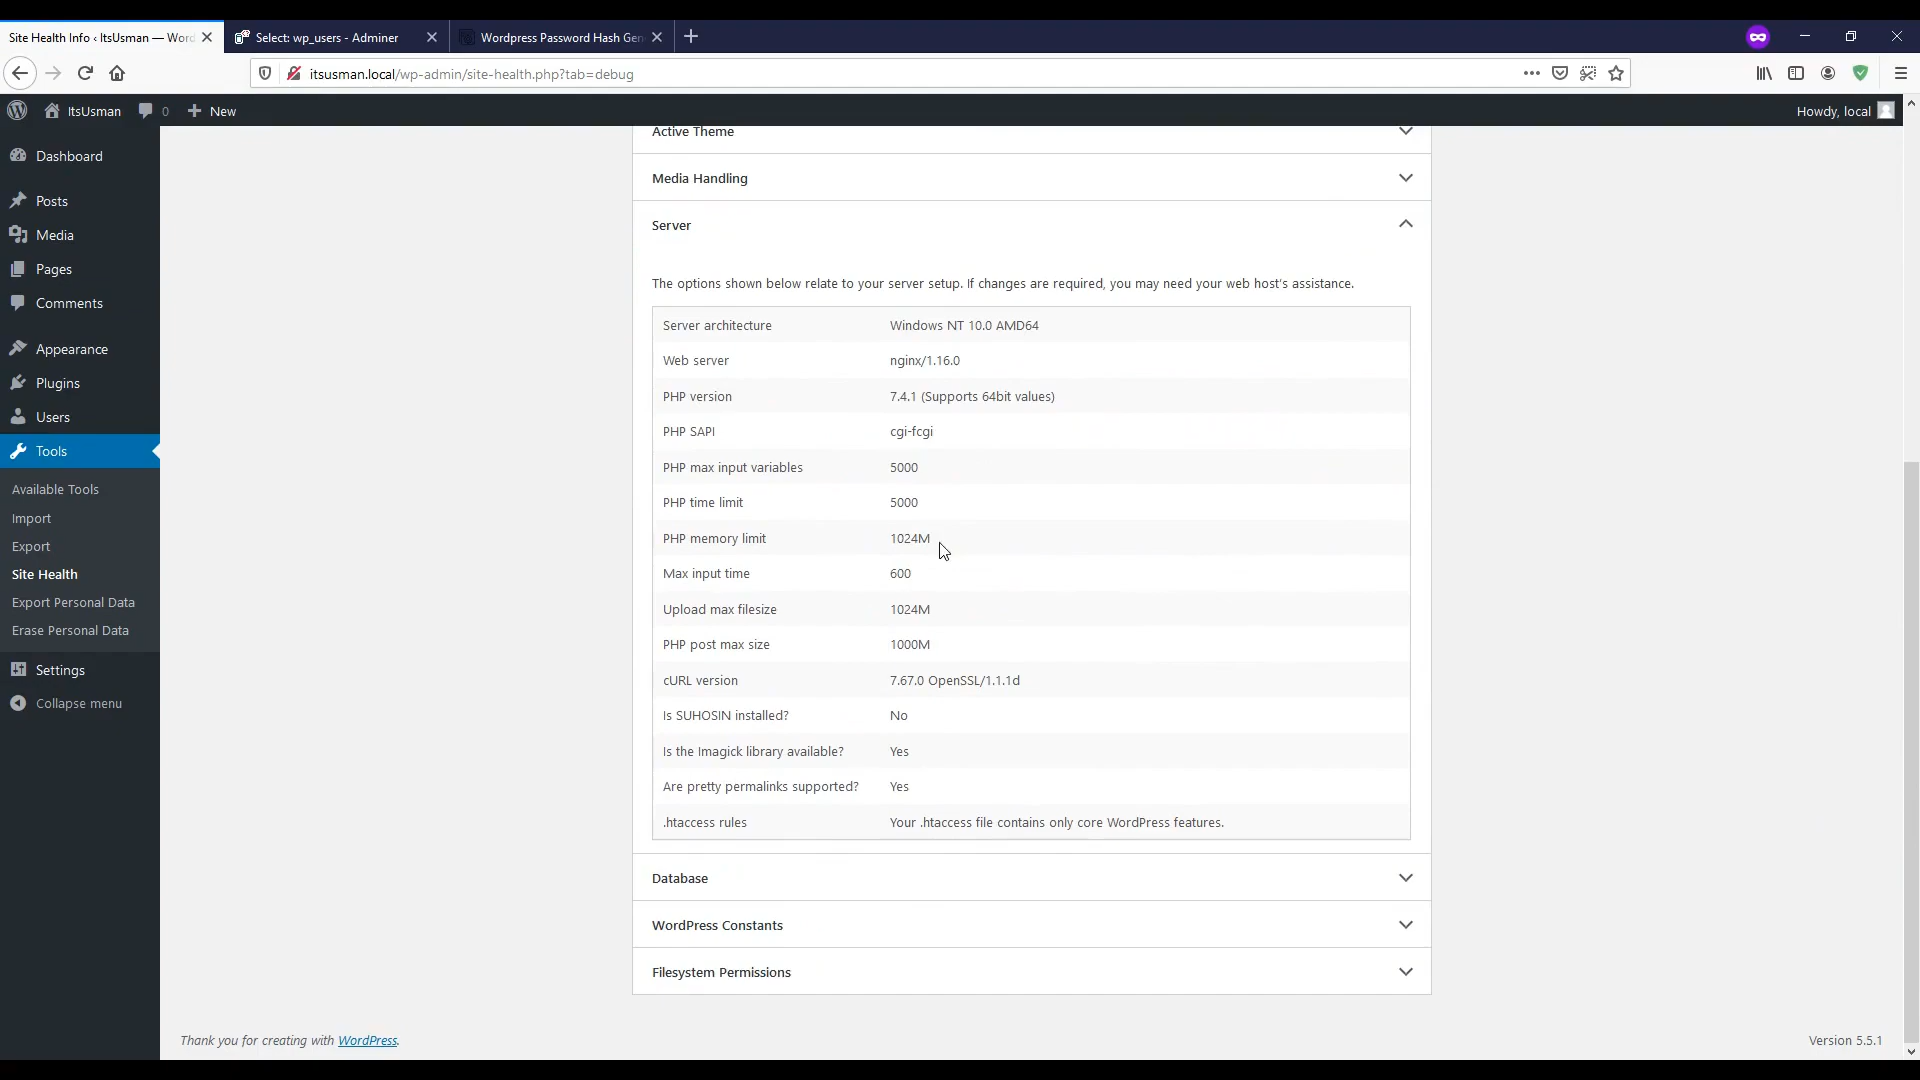 Site Health Info ‹ ItsUsman — Word
Select: wp_users - Adminer
Wordpress Password Hash Gen
itsusman.local/wp-admin/site-health.php?tab=debug
ItsUsman
0
New
Howdy, local
Dashboard
Posts
Media
Pages
Comments
Appearance
Plugins
Users
Tools
Available Tools
Import
Export
Site Health
Export Personal Data
Erase Personal Data
Settings
Collapse menu
Active Theme
Media Handling
Server
The options shown below relate to your server setup. If changes are required, you may need your web host's assistance.
Server architecture Windows NT 10.0 AMD64
Web server nginx/1.16.0
PHP version 7.4.1 (Supports 64bit values)
PHP SAPI cgi-fcgi
PHP max input variables 5000
PHP time limit 5000
PHP memory limit 1024M
Max input time 600
Upload max filesize 1024M
PHP post max size 1000M
cURL version 7.67.0 OpenSSL/1.1.1d
Is SUHOSIN installed? No
Is the Imagick library available? Yes
Are pretty permalinks supported? Yes
.htaccess rules Your .htaccess file contains only core WordPress features.
Database
WordPress Constants
Filesystem Permissions
Thank you for creating with WordPress.
Version 5.5.1